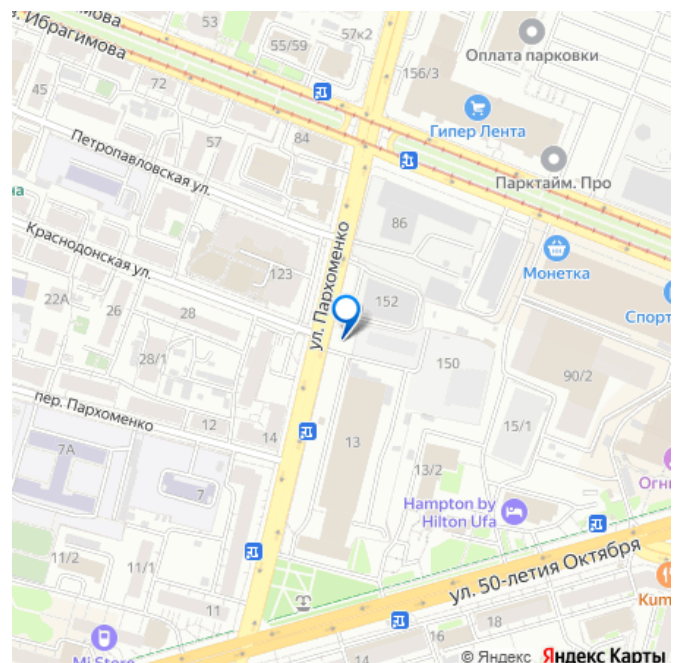 57к2
в. Ибрагимова
55/59
53
156/3
Оплата парковки
45
72
84
57
Гипер Лента
Петропавловская ул.
Парктайм. Про
на
86
Краснодонская ул.
ул. Пархоменко
Монетка
123
22А
26
28
152
Спорт
28/1
150
90/2
пер. Пархоменко
12
14
15/1
7А
13
13/2
7
Огни
Hampton by
Hilton Ufa
11/2
11/1
ул. 50-летия Октября
11
Kum
16
18
14
Mi Store
© Яндекс Яндекс Карты